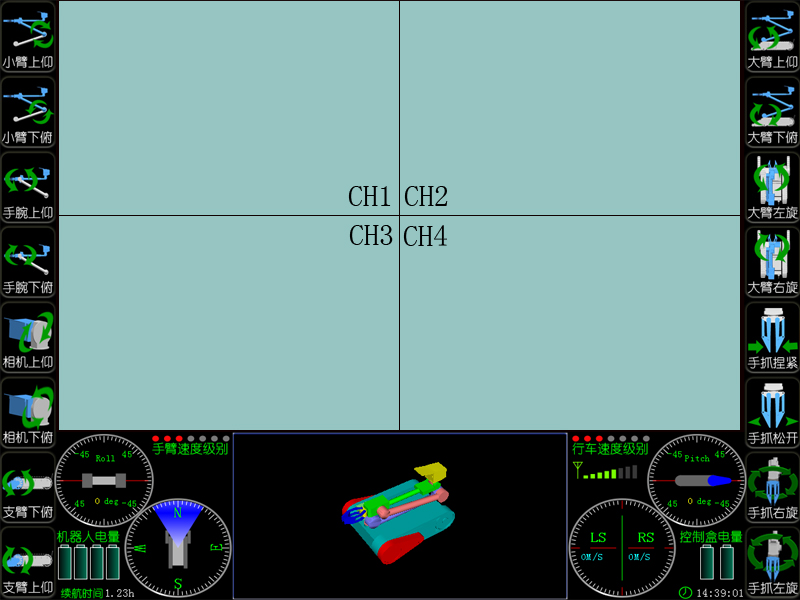 小臂上仰
小臂下俯
手腕上仰
手腕下俯
相机上仰
相机下俯
支臂下俯
支臂上仰
CH1
CH2
CH3
CH4
大臂上仰
大臂下俯
大臂左旋
大臂右旋
手抓捏紧
手抓松开
手抓右旋
手抓左旋
手臂速度级别
45 Roll 45
-45 0 deg -45
机器人电量
续航时间1.23h
N
W
E
S
行车速度级别
45 Pitch 45
-45 0 deg -45
LS RS
0M/S 0M/S
控制盒电量
14:39:01